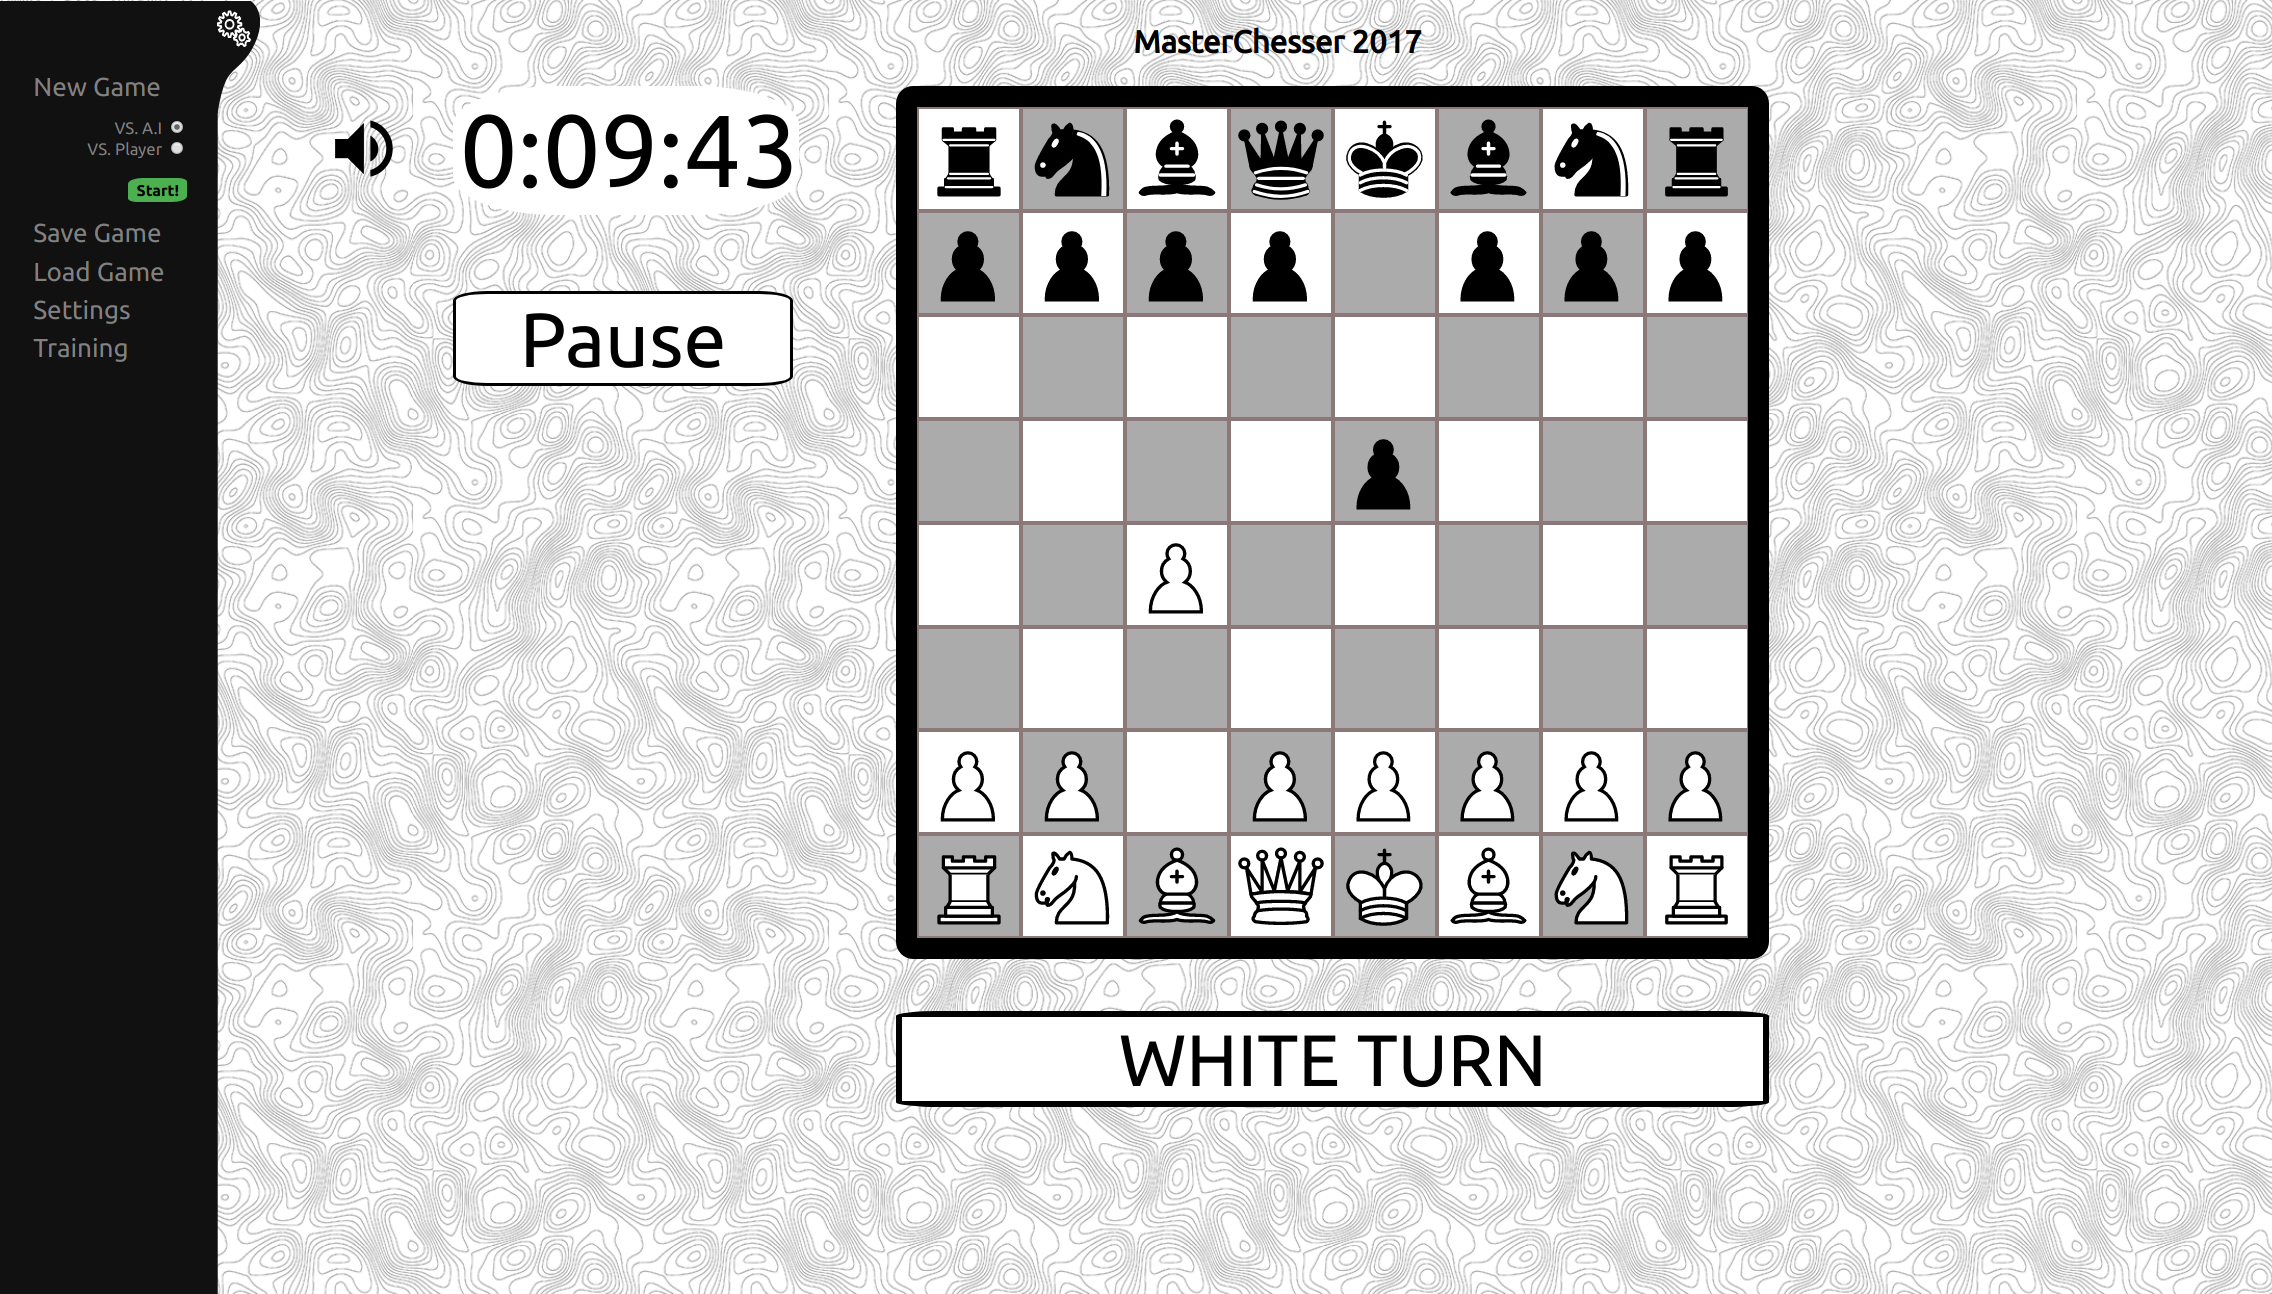 MasterChesser 2017
New Game
VS. A.I
VS. Player
Start!
Save Game
Load Game
Settings
Training
0:09:43
Pause
WHITE TURN